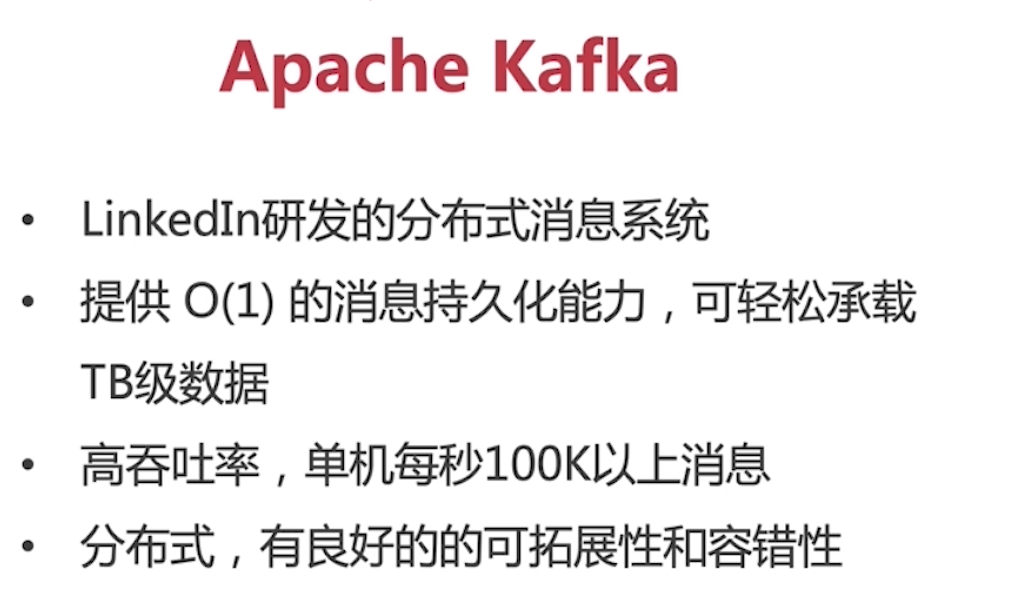 Apache Kafka
• LinkedIn研发的分布式消息系统
• 提供 O(1) 的消息持久化能力，可轻松承载
TB级数据
• 高吞吐率，单机每秒100K以上消息
• 分布式，有良好的的可拓展性和容错性